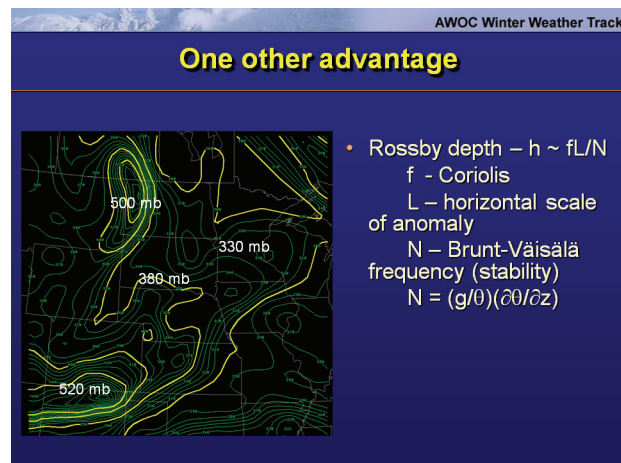 AWOC Winter Weather Track
One other advantage
500 mb
330 mb
380 mb
520 mb
• Rossby depth – h ~ fL/N
f - Coriolis
L – horizontal scale
of anomaly
N – Brunt-Väisälä
frequency (stability)
N = (g/θ)(∂θ/∂z)